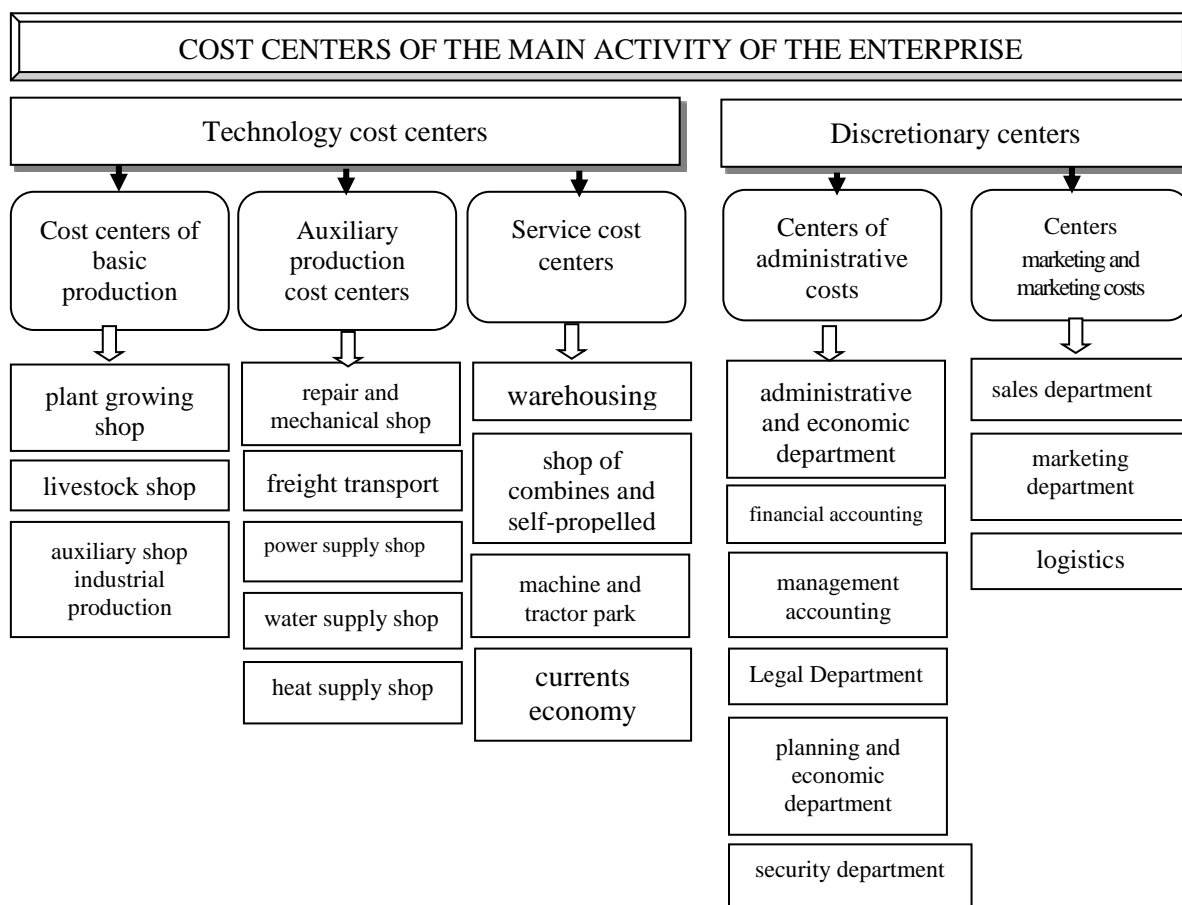 COST CENTERS OF THE MAIN ACTIVITY OF THE ENTERPRISE
Technology cost centers
Discretionary centers
Cost centers of
basic
production
Auxiliary
production
cost centers
Service cost
centers
Centers of
administrative
costs
Centers
marketing and
marketing costs
plant growing
shop
livestock shop
auxiliary shop
industrial
production
repair and
mechanical shop
freight transport
power supply shop
water supply shop
heat supply shop
warehousing
shop of
combines and
self-propelled
machine and
tractor park
currents
economy
administrative
and economic
department
financial accounting
management
accounting
Legal Department
planning and
economic
department
security department
sales department
marketing
department
logistics